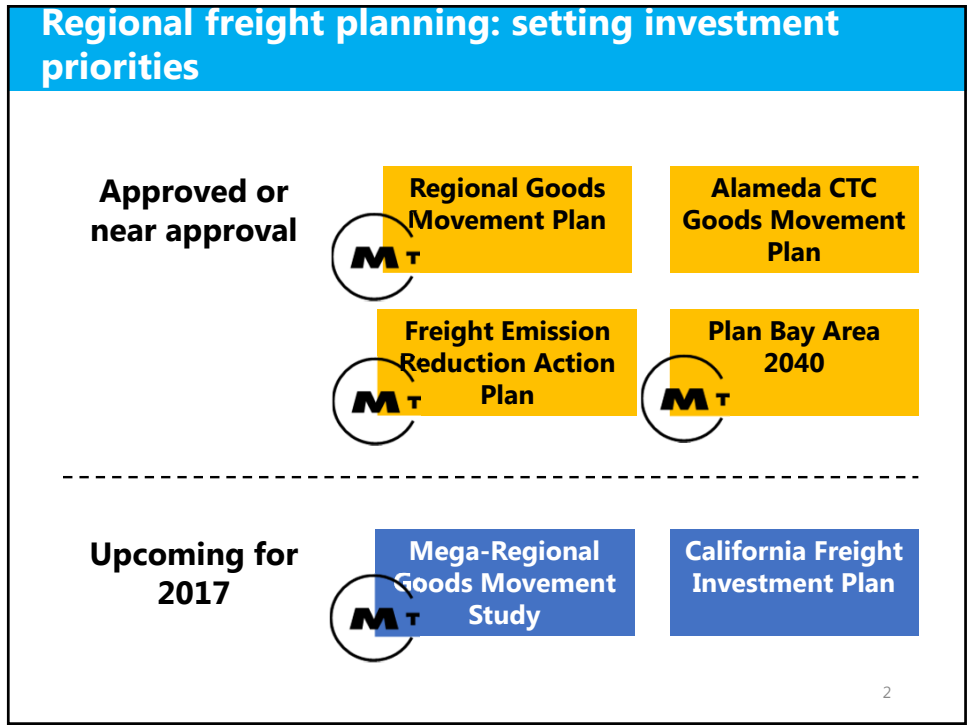 Regional freight planning: setting investment
priorities
Approved or
near approval
Regional Goods
Movement Plan
M T
Alameda CTC
Goods Movement
Plan
Freight Emission
Reduction Action
Plan
M T
Plan Bay Area
2040
M T
Upcoming for
2017
Mega-Regional
Goods Movement
Study
M T
California Freight
Investment Plan
2